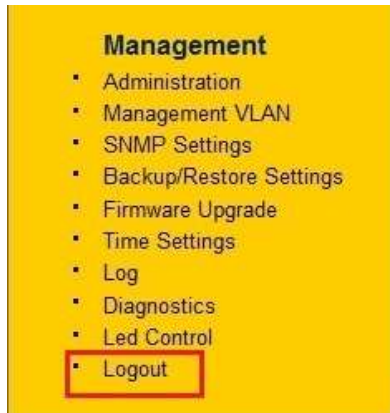 Management
Administration
Management VLAN
SNMP Settings
Backup/Restore Settings
Firmware Upgrade
Time Settings
Log
Diagnostics
Led Control
Logout